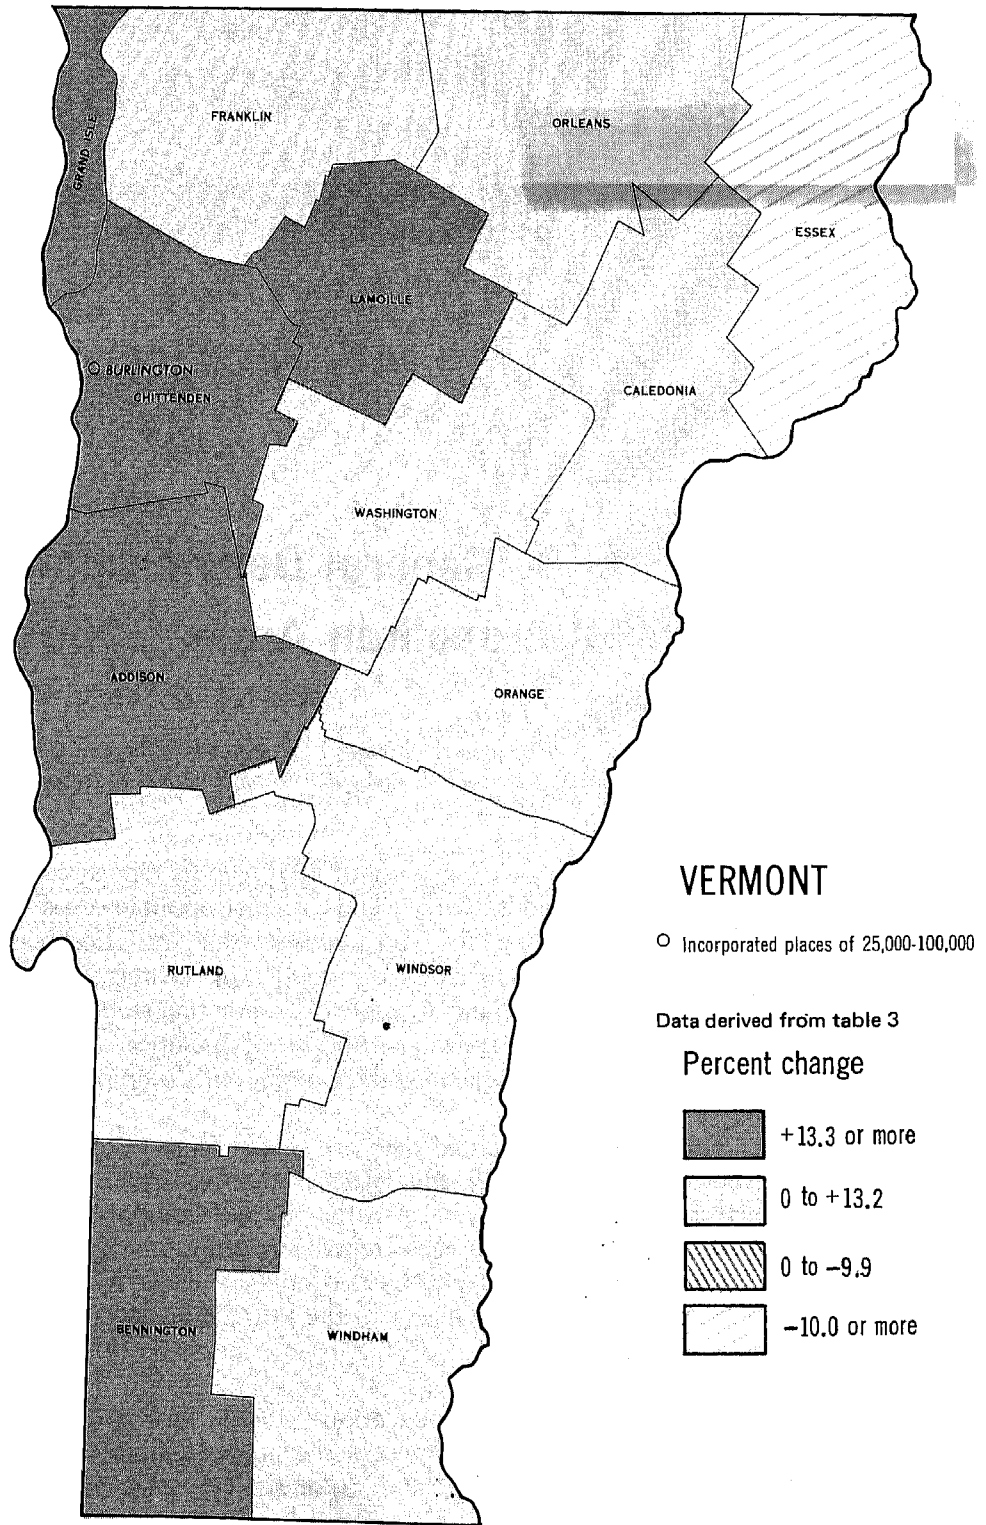 FRANKLIN
ORLEANS
GRAND ISLE
ESSEX
LAMOILLE
BURLINGTON
CHITTENDEN
CALEDONIA
WASHINGTON
ADDISON
ORANGE
VERMONT
Incorporated places of 25,000-100,000
RUTLAND
WINDSOR
Data derived from table 3
Percent change
+13.3 or more
0 to +13.2
0 to -9.9
-10.0 or more
BENNINGTON
WINDHAM